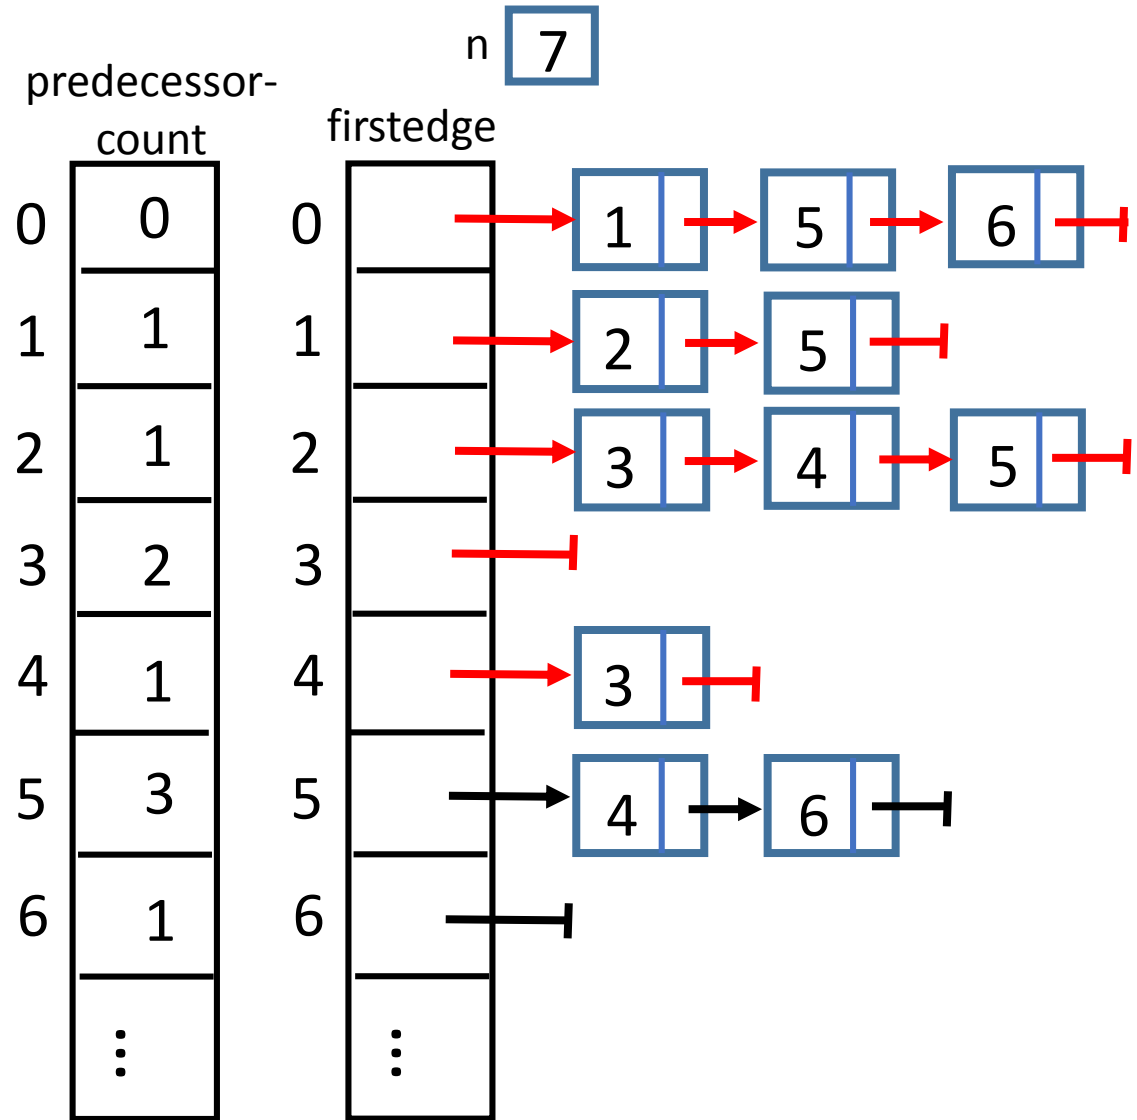 n 7
predecessor-
count
firstedge
0 0 0 1 5 6
1 1 1 2 5
2 1 2 3 4 5
3 2 3
4 1 4 3
5 3 5 4 6
6 1 6
⋮ ⋮